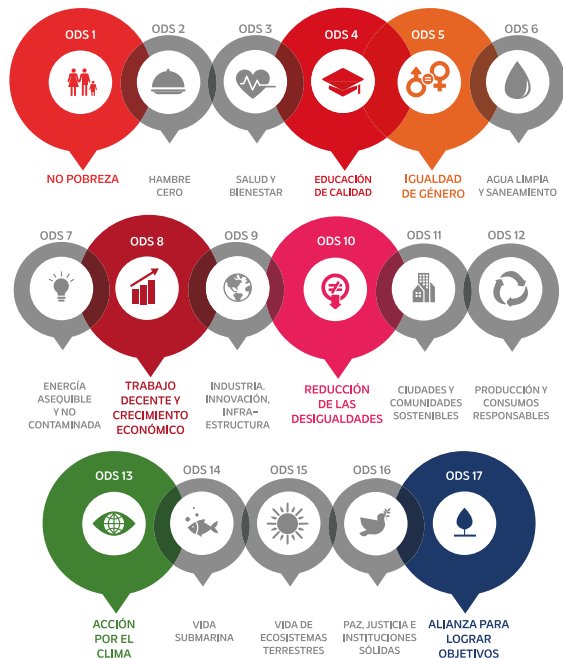 ODS 1
ODS 2
ODS 3
ODS 4
ODS 5
ODS 6
NO POBREZA
HAMBRE
CERO
SALUD Y
BIENESTAR
EDUCACIÓN
DE CALIDAD
IGUALDAD
DE GÉNERO
AGUA LIMPIA
Y SANEAMIENTO
ODS 7
ODS 8
ODS 9
ODS 10
ODS 11
ODS 12
ENERGÍA
ASEQUIBLE
Y NO
CONTAMINADA
TRABAJO
DECENTE Y
CRECIMIENTO
ECONÓMICO
INDUSTRIA.
INNOVACIÓN,
INFRA-
ESTRUCTURA
REDUCCIÓN
DE LAS
DESIGUALDADES
CIUDADES Y
COMUNIDADES
SOSTENIBLES
PRODUCCIÓN Y
CONSUMOS
RESPONSABLES
ODS 13
ODS 14
ODS 15
ODS 16
ODS 17
ACCIÓN
POR EL
CLIMA
VIDA
SUBMARINA
VIDA DE
ECOSISTEMAS
TERRESTRES
PAZ, JUSTICIA E
INSTITUCIONES
SÓLIDAS
ALIANZA PARA
LOGRAR
OBJETIVOS